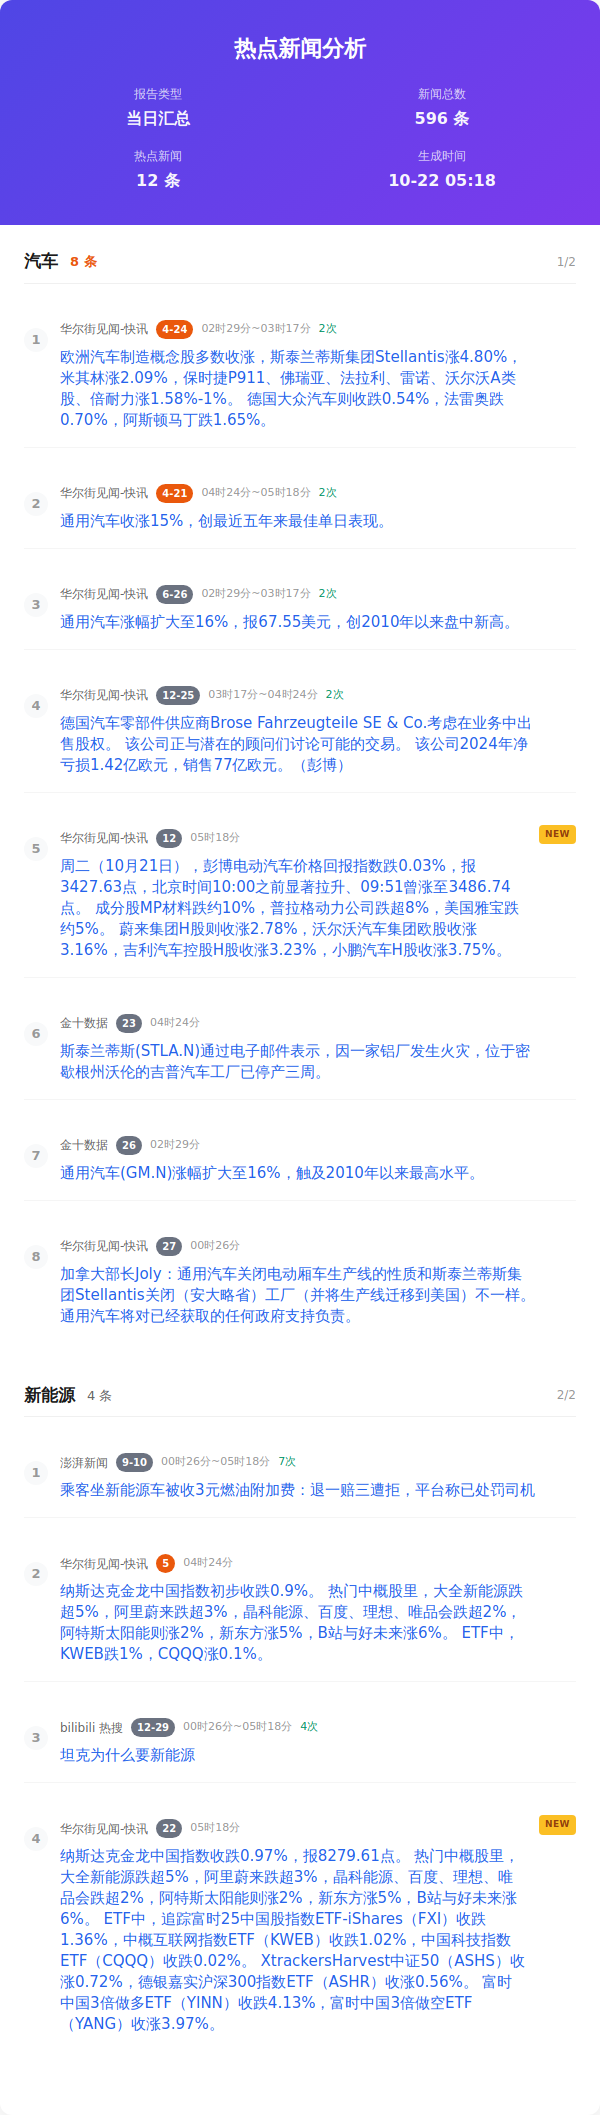 热点新闻分析
报告类型
新闻总数
当日汇总
596 条
热点新闻
生成时间
12 条
10-22 05:18
汽车 8 条 1/2
1
华尔街见闻-快讯 4-24 02时29分~03时17分 2次
欧洲汽车制造概念股多数收涨，斯泰兰蒂斯集团Stellantis涨4.80%，
米其林涨2.09%，保时捷P911、佛瑞亚、法拉利、雷诺、沃尔沃A类
股、倍耐力涨1.58%-1%。 德国大众汽车则收跌0.54%，法雷奥跌
0.70%，阿斯顿马丁跌1.65%。
2
华尔街见闻-快讯 4-21 04时24分~05时18分 2次
通用汽车收涨15%，创最近五年来最佳单日表现。
3
华尔街见闻-快讯 6-26 02时29分~03时17分 2次
通用汽车涨幅扩大至16%，报67.55美元，创2010年以来盘中新高。
4
华尔街见闻-快讯 12-25 03时17分~04时24分 2次
德国汽车零部件供应商Brose Fahrzeugteile SE & Co.考虑在业务中出
售股权。 该公司正与潜在的顾问们讨论可能的交易。 该公司2024年净
亏损1.42亿欧元，销售77亿欧元。（彭博）
5
华尔街见闻-快讯 12 05时18分 NEW
周二（10月21日），彭博电动汽车价格回报指数跌0.03%，报
3427.63点，北京时间10:00之前显著拉升、09:51曾涨至3486.74
点。 成分股MP材料跌约10%，普拉格动力公司跌超8%，美国雅宝跌
约5%。 蔚来集团H股则收涨2.78%，沃尔沃汽车集团欧股收涨
3.16%，吉利汽车控股H股收涨3.23%，小鹏汽车H股收涨3.75%。
6
金十数据 23 04时24分
斯泰兰蒂斯(STLA.N)通过电子邮件表示，因一家铝厂发生火灾，位于密
歇根州沃伦的吉普汽车工厂已停产三周。
7
金十数据 26 02时29分
通用汽车(GM.N)涨幅扩大至16%，触及2010年以来最高水平。
8
华尔街见闻-快讯 27 00时26分
加拿大部长Joly：通用汽车关闭电动厢车生产线的性质和斯泰兰蒂斯集
团Stellantis关闭（安大略省）工厂（并将生产线迁移到美国）不一样。
通用汽车将对已经获取的任何政府支持负责。
新能源 4 条 2/2
1
澎湃新闻 9-10 00时26分~05时18分 7次
乘客坐新能源车被收3元燃油附加费：退一赔三遭拒，平台称已处罚司机
2
华尔街见闻-快讯 5 04时24分
纳斯达克金龙中国指数初步收跌0.9%。 热门中概股里，大全新能源跌
超5%，阿里蔚来跌超3%，晶科能源、百度、理想、唯品会跌超2%，
阿特斯太阳能则涨2%，新东方涨5%，B站与好未来涨6%。 ETF中，
KWEB跌1%，CQQQ涨0.1%。
3
bilibili 热搜 12-29 00时26分~05时18分 4次
坦克为什么要新能源
4
华尔街见闻-快讯 22 05时18分 NEW
纳斯达克金龙中国指数收跌0.97%，报8279.61点。 热门中概股里，
大全新能源跌超5%，阿里蔚来跌超3%，晶科能源、百度、理想、唯
品会跌超2%，阿特斯太阳能则涨2%，新东方涨5%，B站与好未来涨
6%。 ETF中，追踪富时25中国股指数ETF-iShares（FXI）收跌
1.36%，中概互联网指数ETF（KWEB）收跌1.02%，中国科技指数
ETF（CQQQ）收跌0.02%。 XtrackersHarvest中证50（ASHS）收
涨0.72%，德银嘉实沪深300指数ETF（ASHR）收涨0.56%。 富时
中国3倍做多ETF（YINN）收跌4.13%，富时中国3倍做空ETF
（YANG）收涨3.97%。